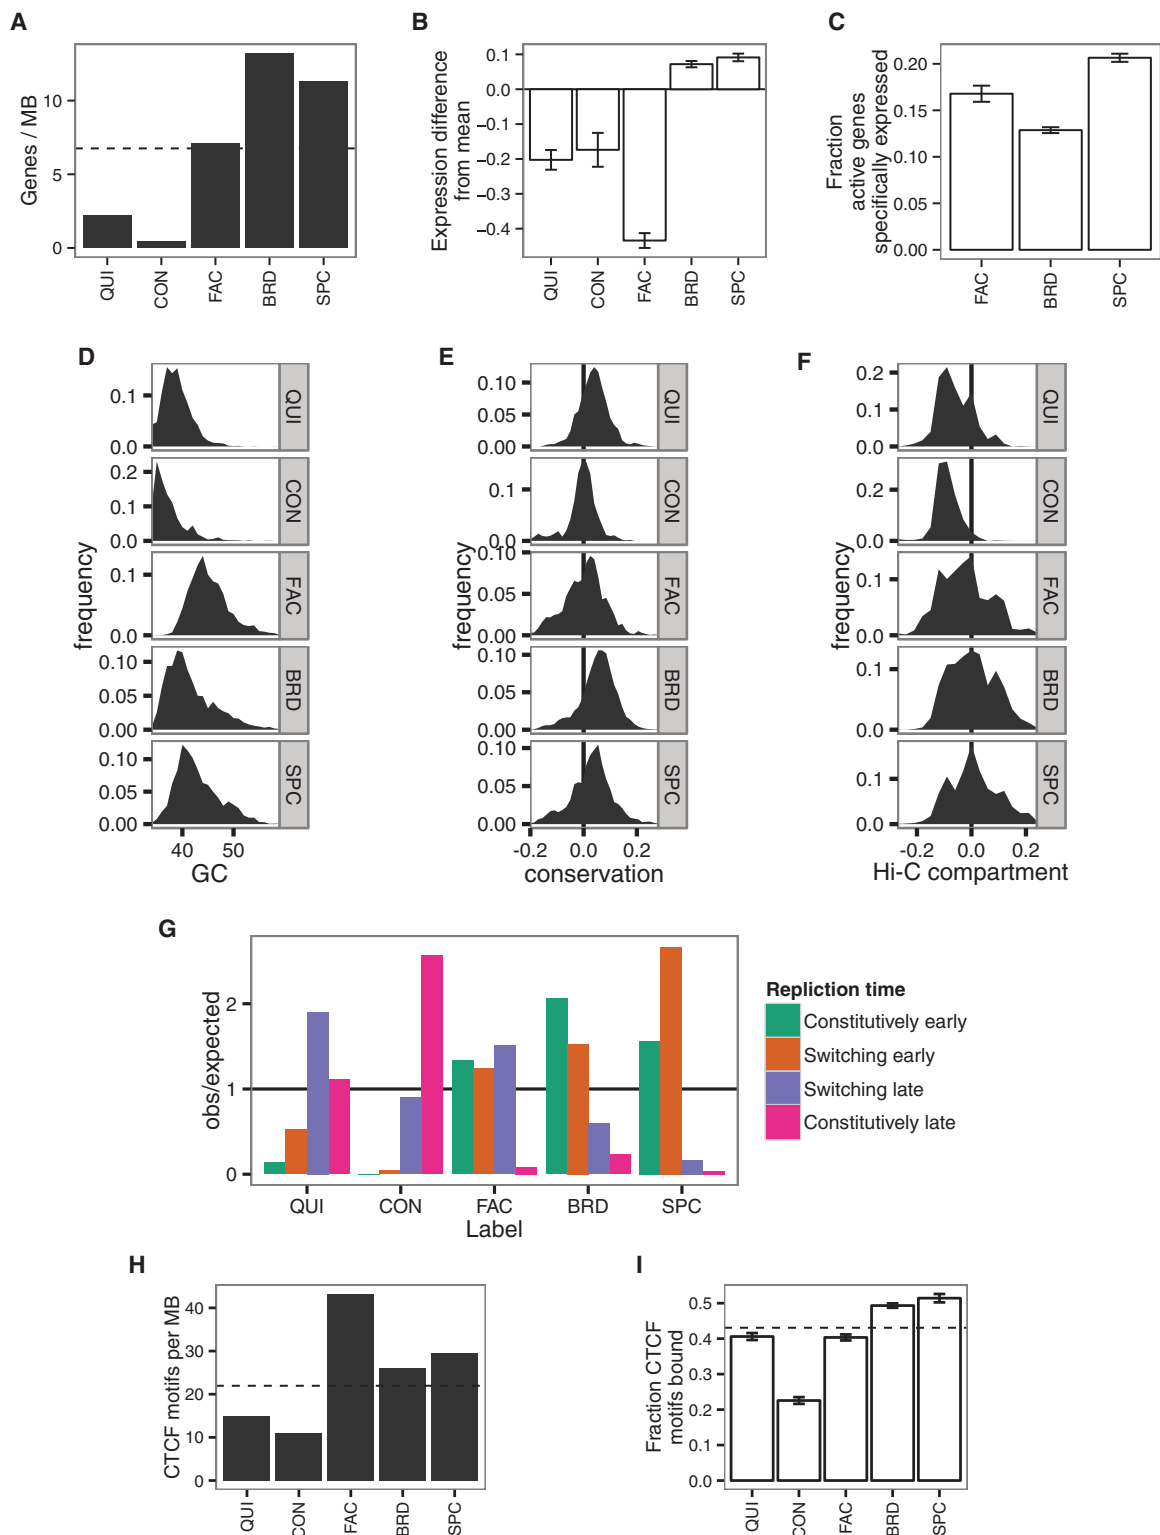 A
Genes / MB
10
5
0
QUI
CON
FAC
BRD
SPC
B
Expression difference
from mean
0.1
0.0
−0.1
−0.2
−0.3
−0.4
QUI
CON
FAC
BRD
SPC
C
Fraction
active genes
specifically expressed
0.20
0.15
0.10
0.05
0.00
FAC
BRD
SPC
D
frequency
0.1
0.0
QUI
0.2
0.1
0.0
CON
0.1
0.0
FAC
0.10
0.05
0.00
BRD
0.10
0.05
0.00
SPC
40
50
GC
E
frequency
0.10
0.05
0.00
QUI
0.1
0.0
CON
0.10
0.05
0.00
FAC
0.10
0.05
0.00
BRD
0.10
0.05
0.00
SPC
-0.2
0.0
0.2
conservation
F
frequency
0.2
0.1
0.0
QUI
0.2
0.0
CON
0.1
0.0
FAC
0.1
0.0
BRD
0.1
0.0
SPC
-0.2
0.0
0.2
Hi-C compartment
G
obs/expected
2
1
0
QUI
CON
FAC
BRD
SPC
Label
Repliction time
Constitutively early
Switching early
Switching late
Constitutively late
H
CTCF motifs per MB
40
30
20
10
0
QUI
CON
FAC
BRD
SPC
I
Fraction CTCF
motifs bound
0.5
0.4
0.3
0.2
0.1
0.0
QUI
CON
FAC
BRD
SPC